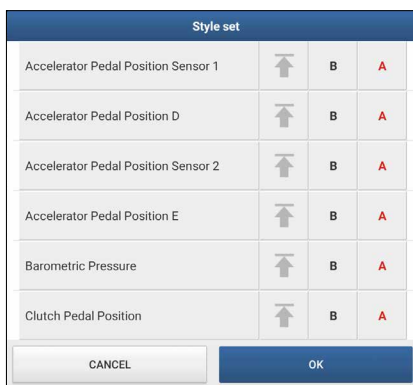 Style set
Accelerator Pedal Position Sensor 1 B A
Accelerator Pedal Position D B A
Accelerator Pedal Position Sensor 2 B A
Accelerator Pedal Position E B A
Barometric Pressure B A
Clutch Pedal Position B A
CANCEL OK